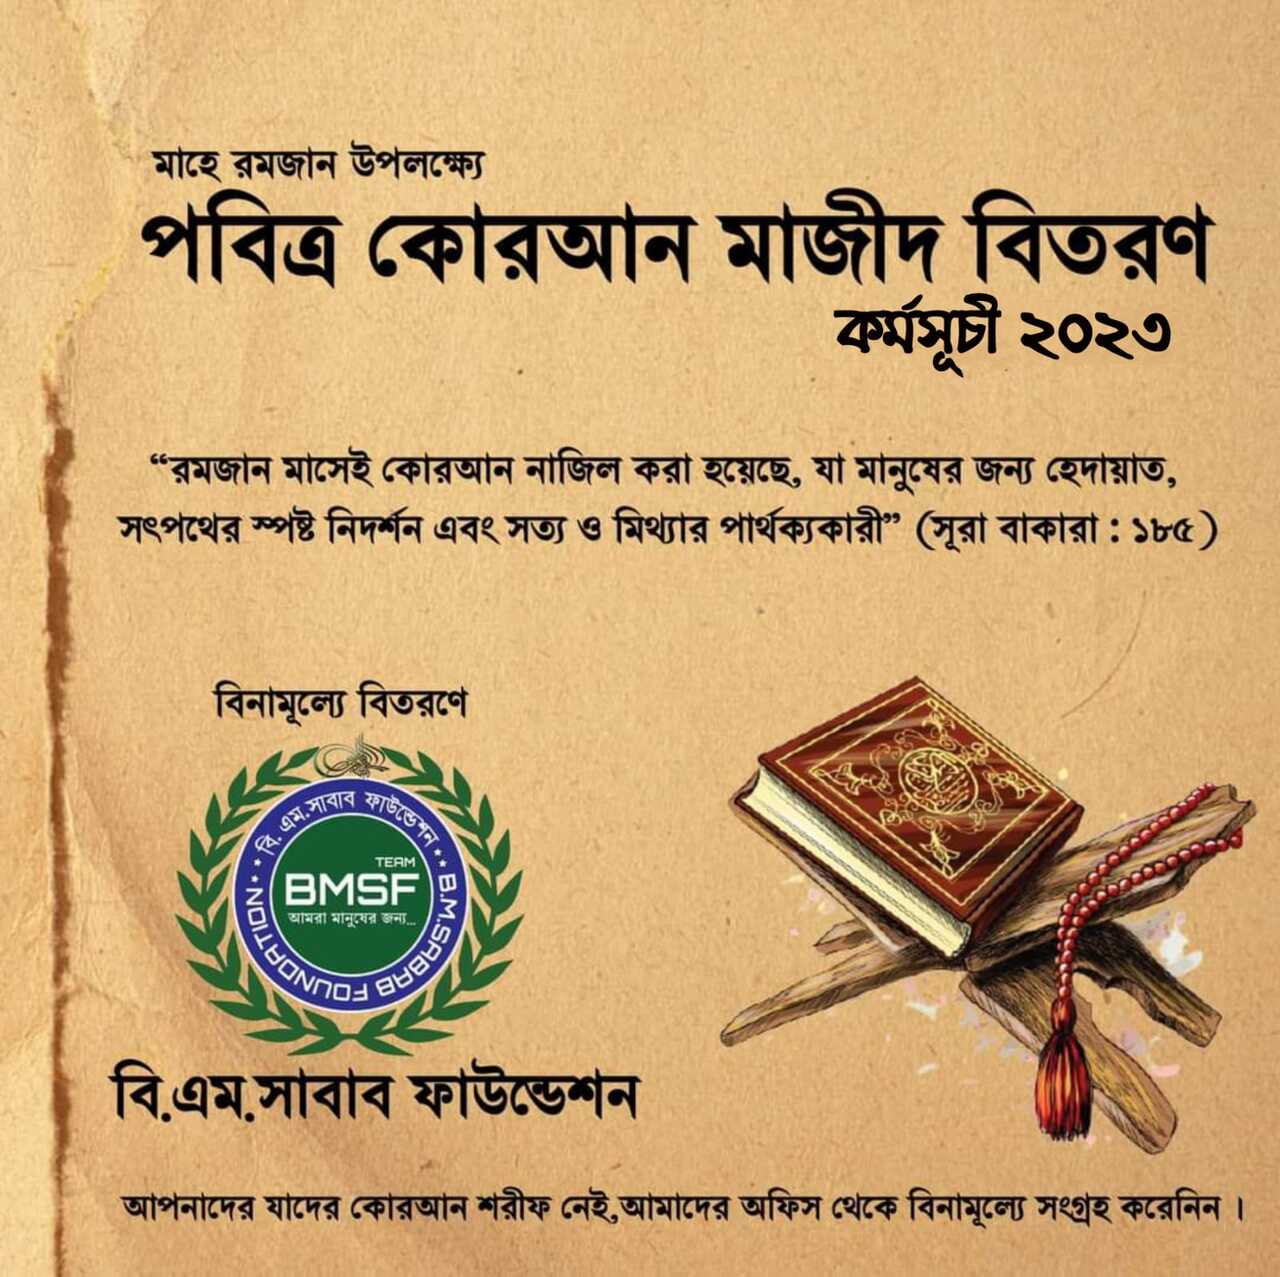 মাহে রমজান উপলক্ষ্যে
পবিত্র কোরআন মাজীদ বিতরণ
কর্মসূচী ২০২৩
“রমজান মাসেই কোরআন নাজিল করা হয়েছে, যা মানুষের জন্য হেদায়াত,
সৎপথের স্পষ্ট নিদর্শন এবং সত্য ও মিথ্যার পার্থক্যকারী” (সূরা বাকারা : ১৮৫)
বিনামূল্যে বিতরণে
বি. এম. সাবাব ফাউন্ডেশন
TEAM
BMSF
আমরা মানুষের জন্য...
B.M.SABAB FOUNDATION
বি.এম.সাবাব ফাউন্ডেশন
আপনাদের যাদের কোরআন শরীফ নেই,আমাদের অফিস থেকে বিনামূল্যে সংগ্রহ করেনিন ।